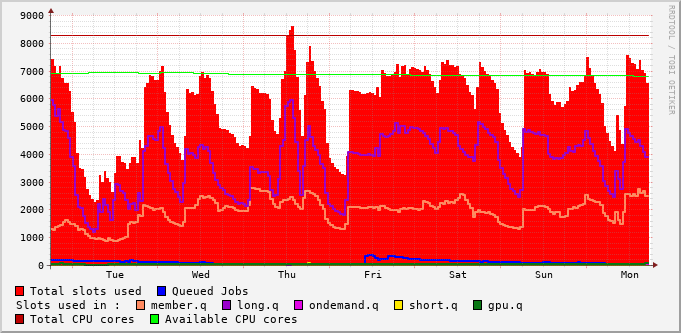 9000
8000
7000
6000
5000
4000
3000
2000
1000
0
Tue Wed Thu Fri Sat Sun Mon
RRDTOOL / TOBI OETIKER
Total slots used Queued Jobs
Slots used in : member.q long.q ondemand.q short.q gpu.q
Total CPU cores Available CPU cores